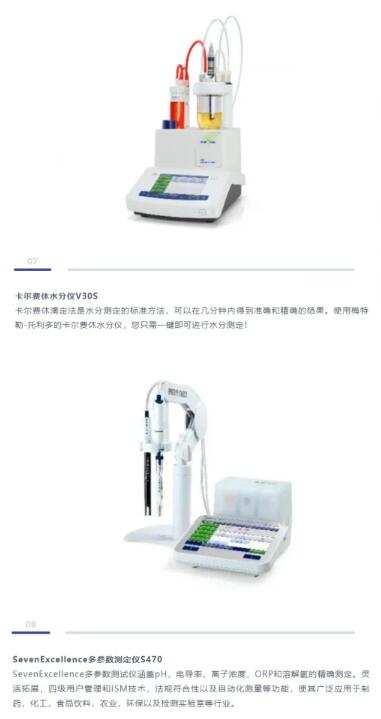 07
卡尔费休水分仪V30S
卡尔费休滴定法是水分测定的标准方法，可以在几分钟内得到准确和精确的结果。使用梅特
勒-托利多的卡尔费休水分仪，您只需一键即可进行水分测定！
08
SevenExcellence多参数测定仪S470
SevenExcellence多参数测试仪涵盖pH，电导率，离子浓度，ORP和溶解氧的精确测定。灵
活拓展，四级用户管理和ISM技术，法规符合性以及自动化测量等功能，使其广泛应用于制
药、化工、食品饮料、农业、环保以及检测实验室等行业。